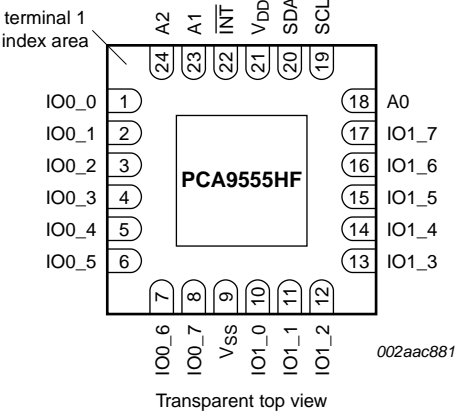 terminal 1
index area
A2
A1
INT
VDD
SDA
SCL
24
23
22
21
20
19
IO0_0 1
IO0_1 2
IO0_2 3
IO0_3 4
IO0_4 5
IO0_5 6
PCA9555HF
18 A0
17 IO1_7
16 IO1_6
15 IO1_5
14 IO1_4
13 IO1_3
7
8
9
10
11
12
IO0_6
IO0_7
VSS
IO1_0
IO1_1
IO1_2
002aac881
Transparent top view